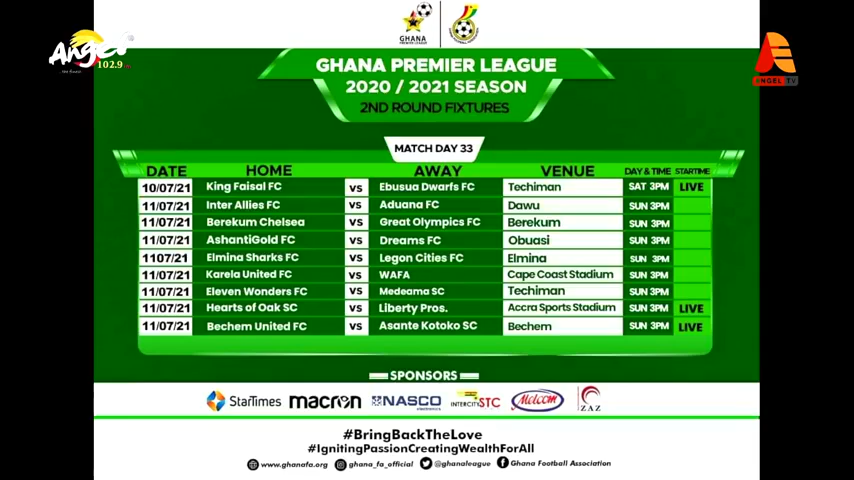 Angel
102.9
GHANA
PREMIER LEAGUE
ANGEL TV
GHANA PREMIER LEAGUE
2020 / 2021 SEASON
2ND ROUND FIXTURES
MATCH DAY 33
DATE HOME AWAY VENUE DAY & TIME STARTIME
10/07/21 King Faisal FC vs Ebusua Dwarfs FC Techiman SAT 3PM LIVE
11/07/21 Inter Allies FC vs Aduana FC Dawu SUN 3PM
11/07/21 Berekum Chelsea vs Great Olympics FC Berekum SUN 3PM
11/07/21 AshantiGold FC vs Dreams FC Obuasi SUN 3PM
1107/21 Elmina Sharks FC vs Legon Cities FC Elmina SUN 3PM
11/07/21 Karela United FC vs WAFA Cape Coast Stadium SUN 3PM
11/07/21 Eleven Wonders FC vs Medeama SC Techiman SUN 3PM
11/07/21 Hearts of Oak SC vs Liberty Pros. Accra Sports Stadium SUN 3PM LIVE
11/07/21 Bechem United FC vs Asante Kotoko SC Bechem SUN 3PM LIVE
SPONSORS
StarTimes macron NASCO electronics INTERCITY STC Melcom ZAZ
#BringBackTheLove
#IgnitingPassionCreatingWealthForAll
www.ghanafa.org ghana_fa_official @ghanaleague Ghana Football Association